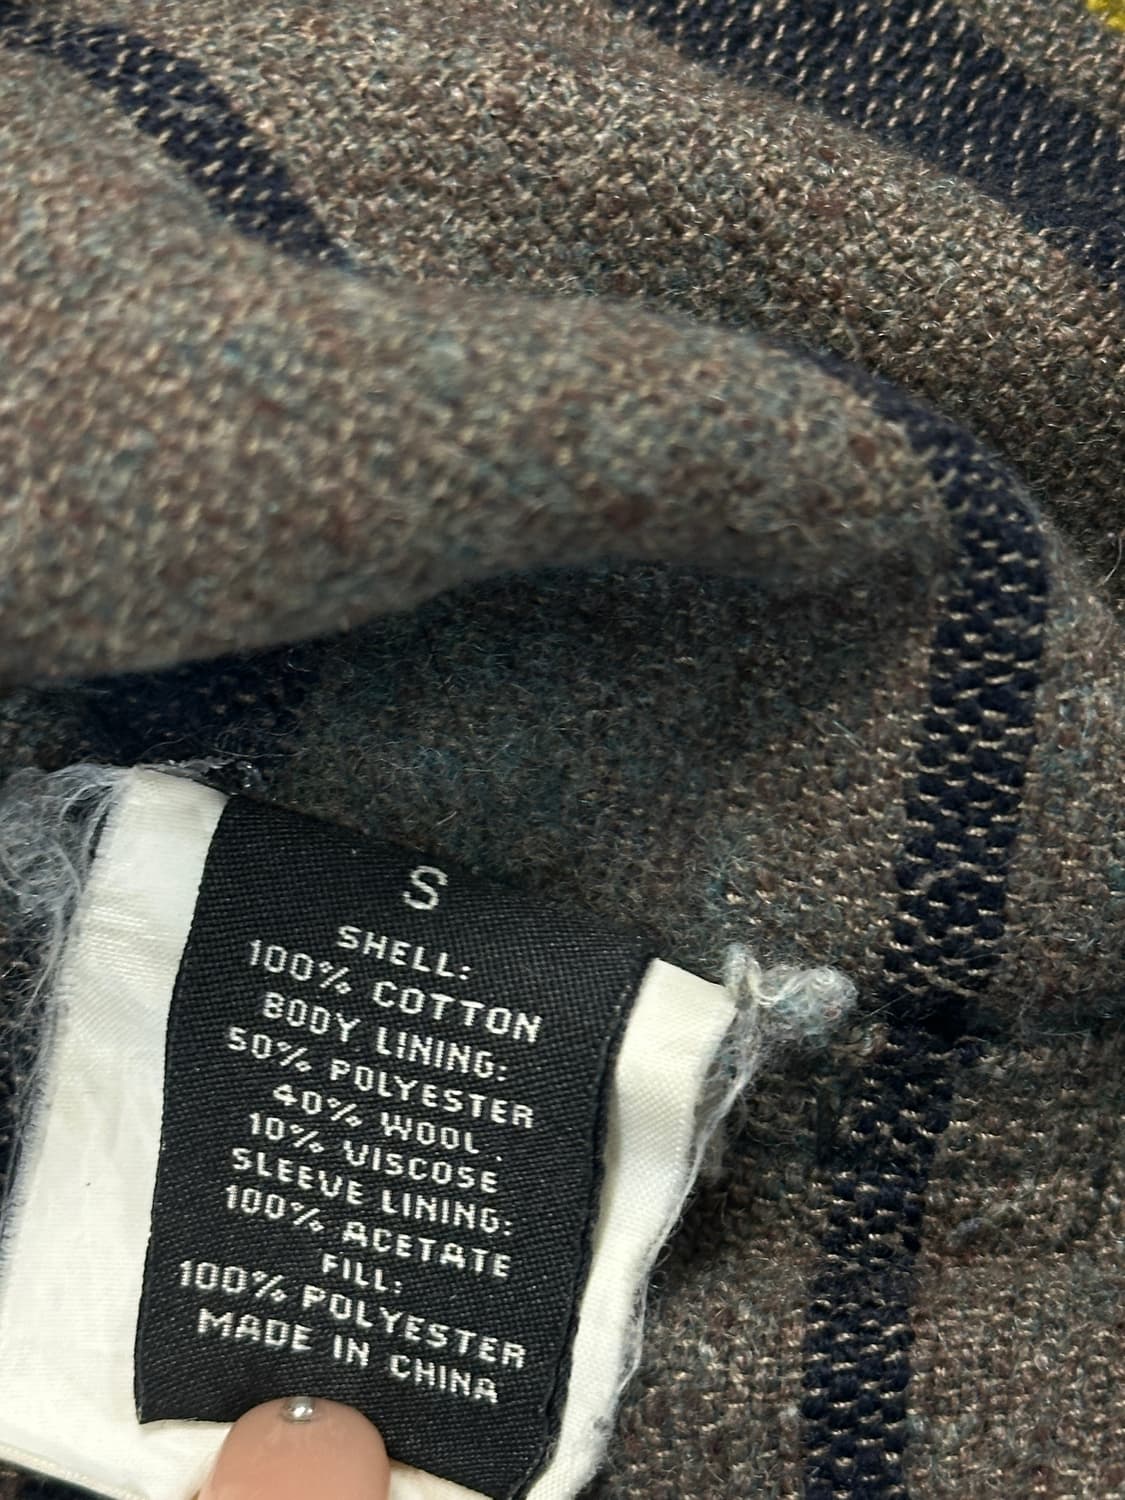 S
SHELL:
100% COTTON
BODY LINING:
50% POLYESTER
40% WOOL.
10% VISCOSE
SLEEVE LINING:
100% ACETATE
FILL:
100% POLYESTER
MADE IN CHINA